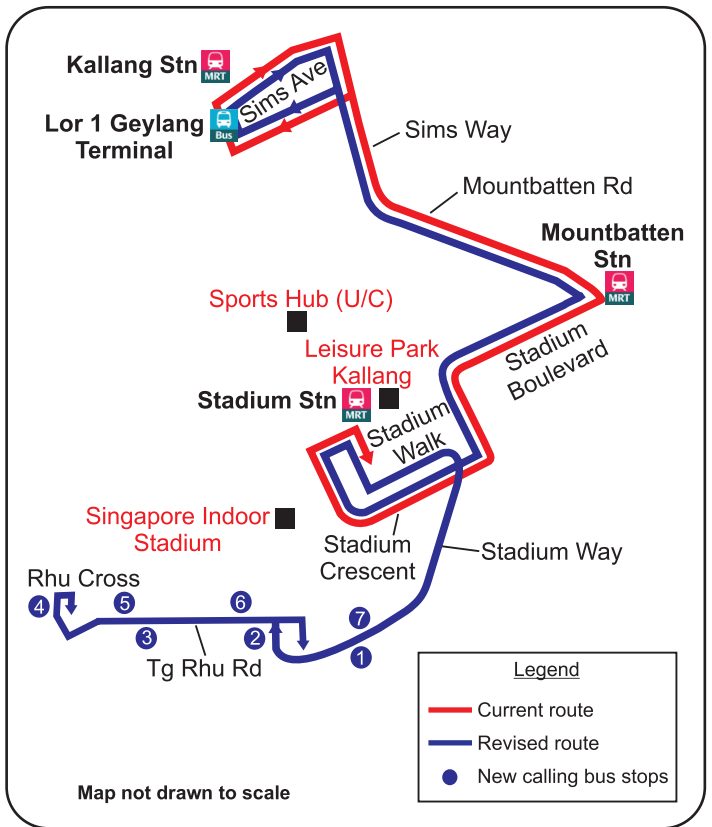 Kallang Stn
MRT
Sims Ave
Lor 1 Geylang
Terminal
Bus
Sims Way
Mountbatten Rd
Mountbatten
Stn
MRT
Sports Hub (U/C)
Leisure Park
Kallang
Stadium
Boulevard
Stadium Stn
MRT
Stadium
Walk
Singapore Indoor
Stadium
Stadium
Crescent
Stadium Way
Rhu Cross
4
5
6
7
3
2
1
Tg Rhu Rd
Legend
Current route
Revised route
New calling bus stops
Map not drawn to scale